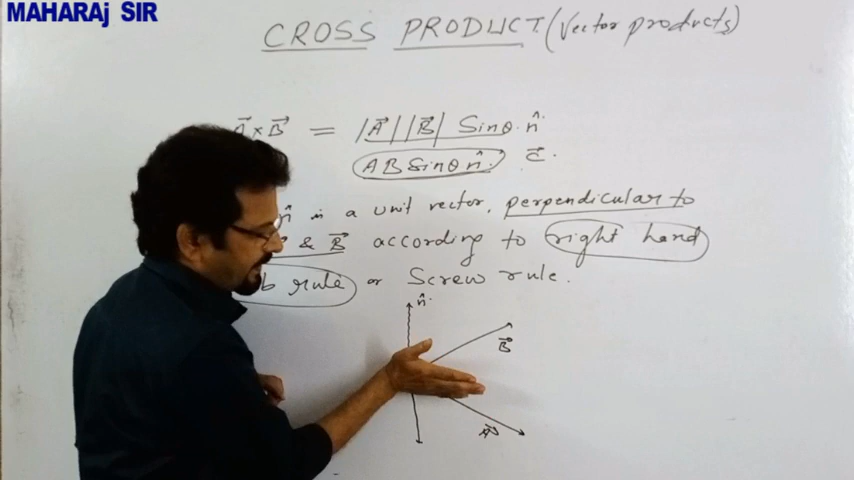 MAHARAj SIR
CROSS PRODUCT (Vector products)
A⃗ × B⃗ = |A⃗||B⃗| Sinθ·n̂
AB Sinθ n̂. C⃗.
n̂ is a unit vector, perpendicular to
& B⃗ according to right hand
rule or Screw rule.
n̂.
B⃗
A⃗